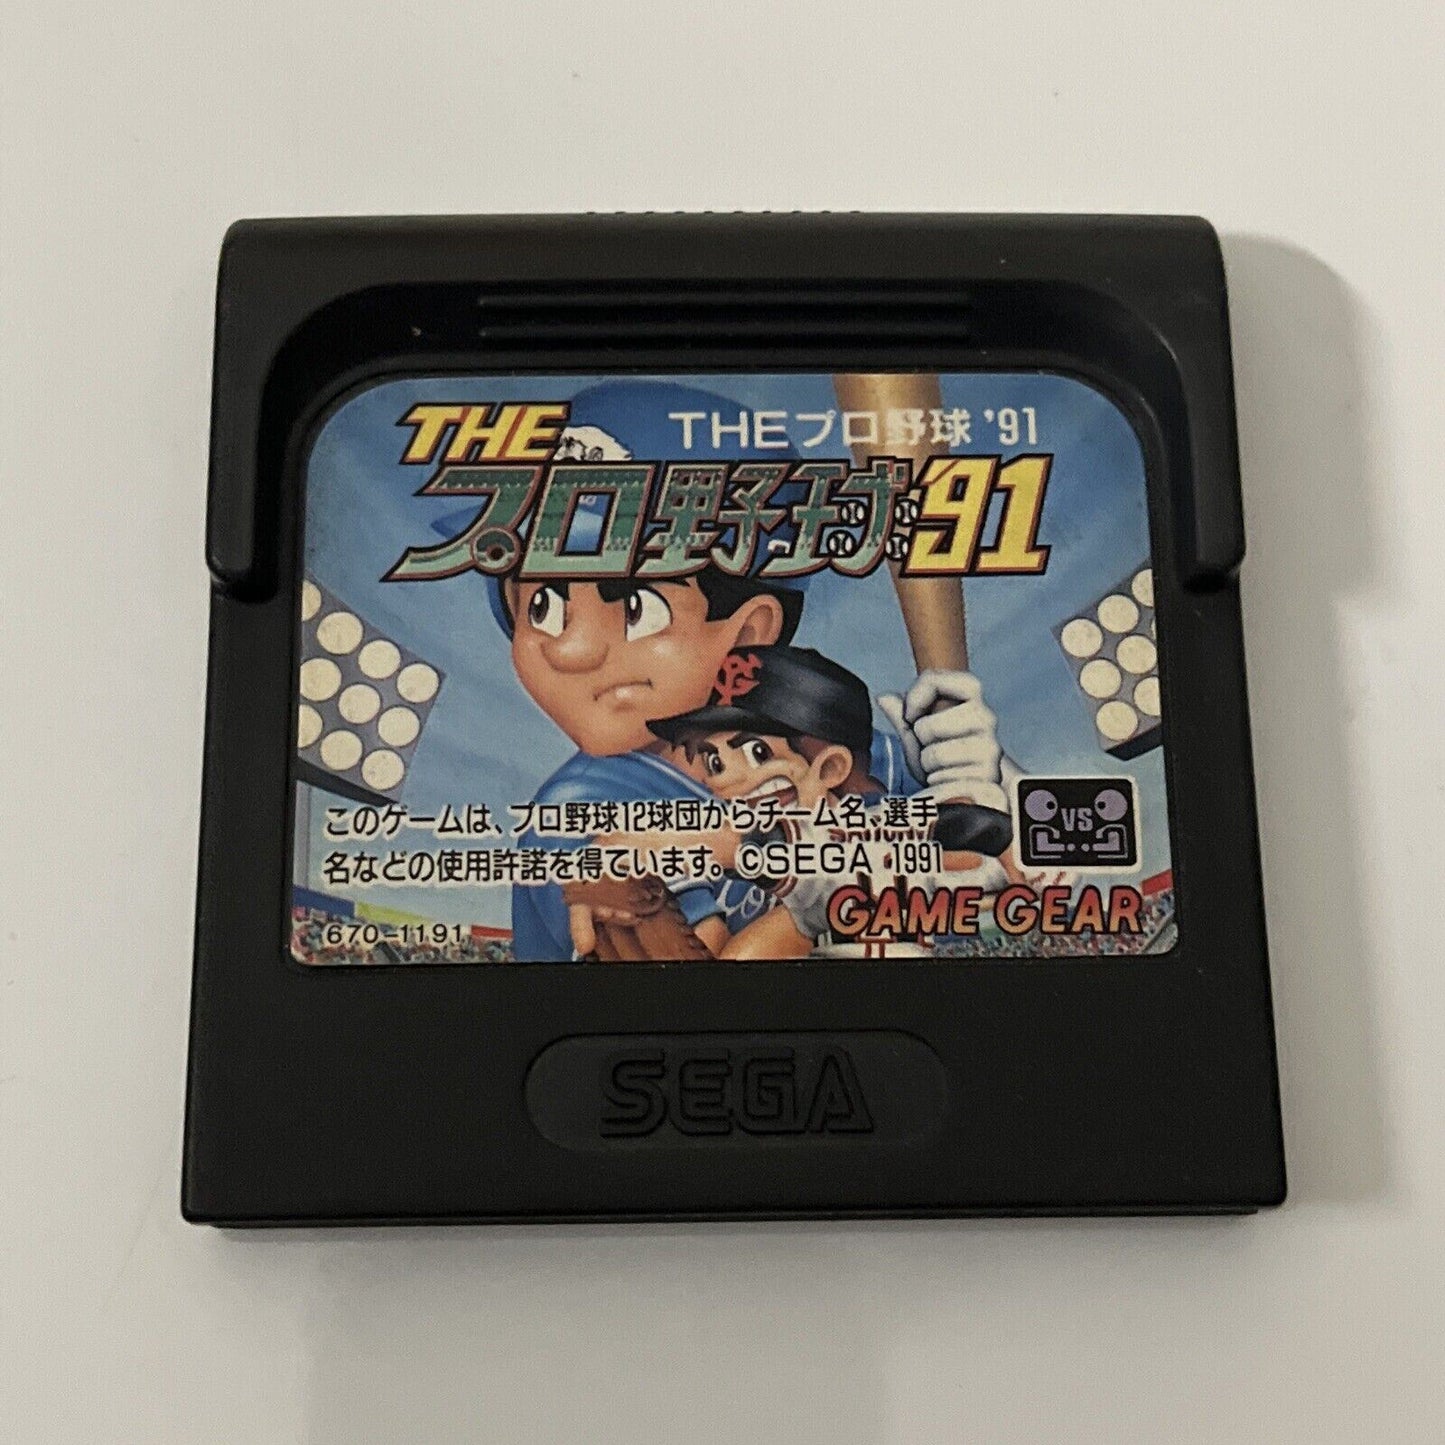 THE
THEプロ野球'91
プロ野球'91
VS
このゲームは、プロ野球12球団からチーム名、選手
名などの使用許諾を得ています。©SEGA 1991
GAME GEAR
670-1191
SEGA